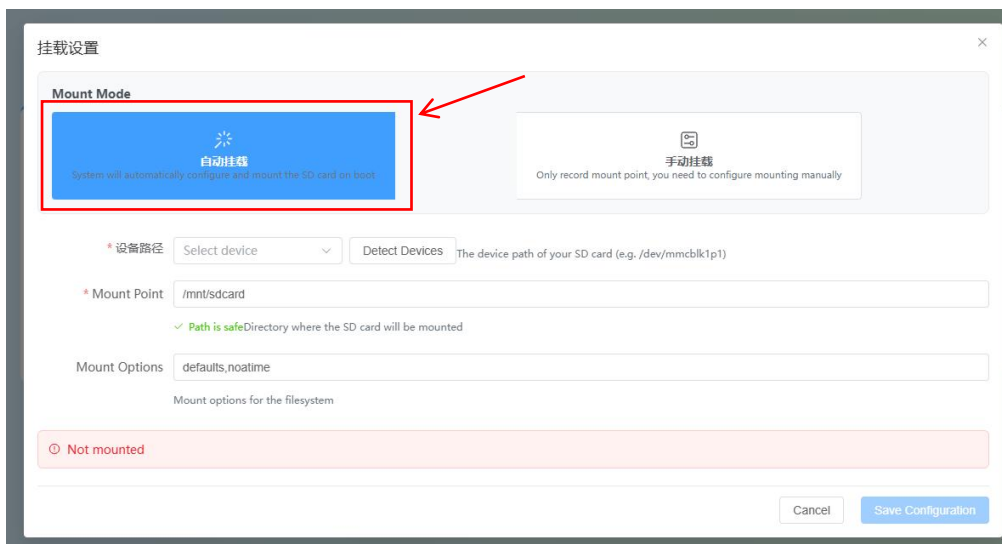 挂载设置
Mount Mode
自动挂载
System will automatically configure and mount the SD card on boot
手动挂载
Only record mount point, you need to configure mounting manually
* 设备路径 Select device Detect Devices The device path of your SD card (e.g. /dev/mmcblk1p1)
* Mount Point /mnt/sdcard
Path is safeDirectory where the SD card will be mounted
Mount Options defaults,noatime
Mount options for the filesystem
Not mounted
Cancel Save Configuration